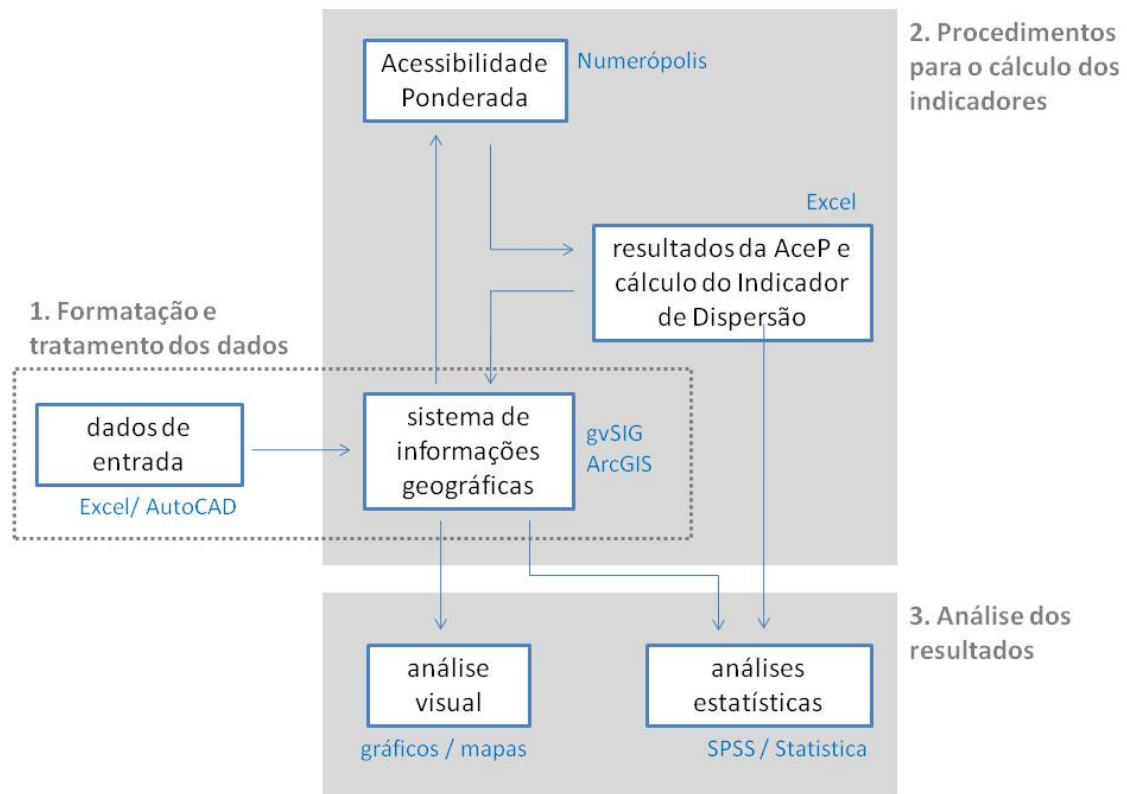 2. Procedimentos
para o cálculo dos
indicadores
Acessibilidade
Ponderada
Numerópolis
Excel
resultados da AceP e
cálculo do Indicador
de Dispersão
1. Formatação e
tratamento dos dados
dados de
entrada
Excel/ AutoCAD
sistema de
informações
geográficas
gvSIG
ArcGIS
3. Análise dos
resultados
análise
visual
gráficos / mapas
análises
estatísticas
SPSS / Statistica